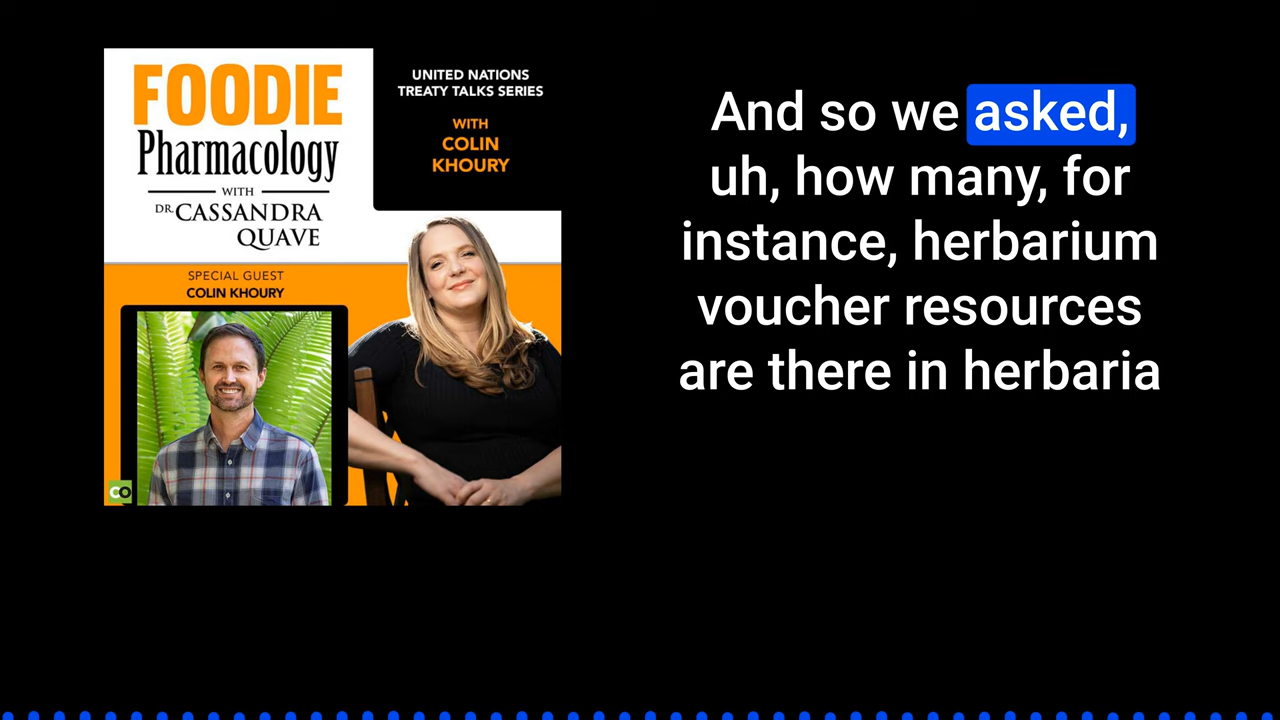 FOODIE
Pharmacology
WITH
DR. CASSANDRA
QUAVE
UNITED NATIONS
TREATY TALKS SERIES
WITH
COLIN
KHOURY
SPECIAL GUEST
COLIN KHOURY
CO
And so we asked,
uh, how many, for
instance, herbarium
voucher resources
are there in herbaria